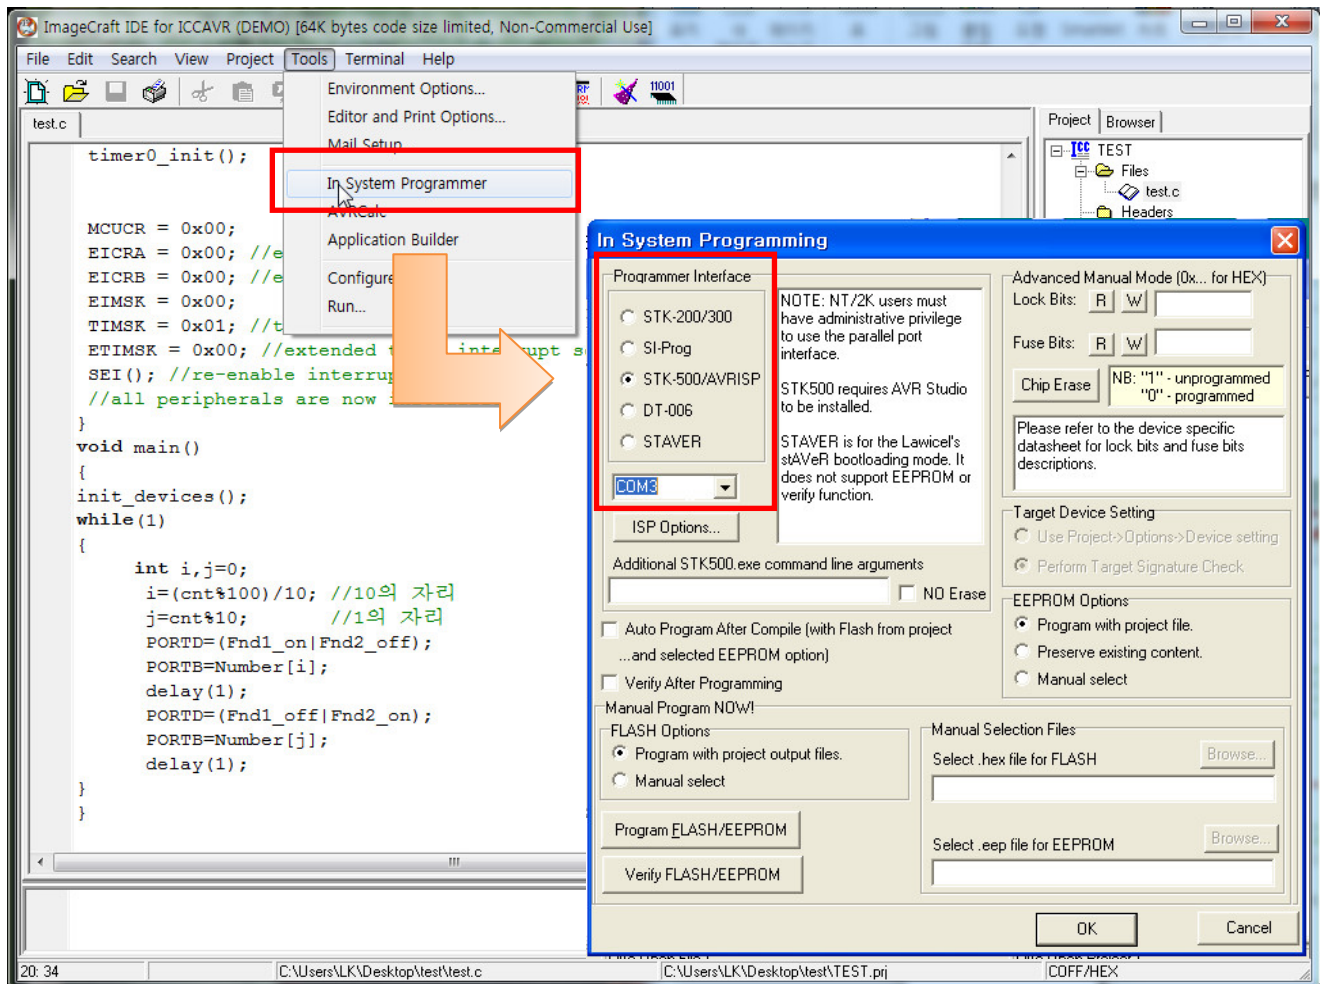 ImageCraft IDE for ICCAVR (DEMO) [64K bytes code size limited, Non-Commercial Use]
File Edit Search View Project Tools Terminal Help
11001
test.c
Environment Options...
Editor and Print Options...
Mail Setup
In System Programmer
AVRCalc
Application Builder
Configure
Run...
Project Browser
ICC TEST
Files
test.c
Headers
timer0_init();
MCUCR = 0x00;
EICRA = 0x00; //e
EICRB = 0x00; //e
EIMSK = 0x00;
TIMSK = 0x01; //t
ETIMSK = 0x00; //extended t interrupt s
SEI(); //re-enable interrup
//all peripherals are now
}
void main()
{
init_devices();
while(1)
{
int i,j=0;
i=(cnt%100)/10; //10의 자리
j=cnt%10; //1의 자리
PORTD=(Fnd1_on|Fnd2_off);
PORTB=Number[i];
delay(1);
PORTD=(Fnd1_off|Fnd2_on);
PORTB=Number[j];
delay(1);
}
}
In System Programming
Programmer Interface
STK-200/300
SI-Prog
STK-500/AVRISP
DT-006
STAVER
COM3
ISP Options...
NOTE: NT/2K users must
have administrative privilege
to use the parallel port
interface.
STK500 requires AVR Studio
to be installed.
STAVER is for the Lawicel's
stAVeR bootloading mode. It
does not support EEPROM or
verify function.
Additional STK500.exe command line arguments
NO Erase
Auto Program After Compile (with Flash from project
...and selected EEPROM option)
Verify After Programming
Advanced Manual Mode (0x... for HEX)
Lock Bits: R W
Fuse Bits: R W
Chip Erase
NB: "1" - unprogrammed
"0" - programmed
Please refer to the device specific
datasheet for lock bits and fuse bits
descriptions.
Target Device Setting
Use Project->Options->Device setting
Perform Target Signature Check
EEPROM Options
Program with project file.
Preserve existing content.
Manual select
Manual Program NOW!
FLASH Options
Program with project output files.
Manual select
Program FLASH/EEPROM
Verify FLASH/EEPROM
Manual Selection Files
Select .hex file for FLASH
Browse...
Select .eep file for EEPROM
Browse...
OK
Cancel
20: 34
C:\Users\LK\Desktop\test\test.c
C:\Users\LK\Desktop\test\TEST.prj
COFF/HEX